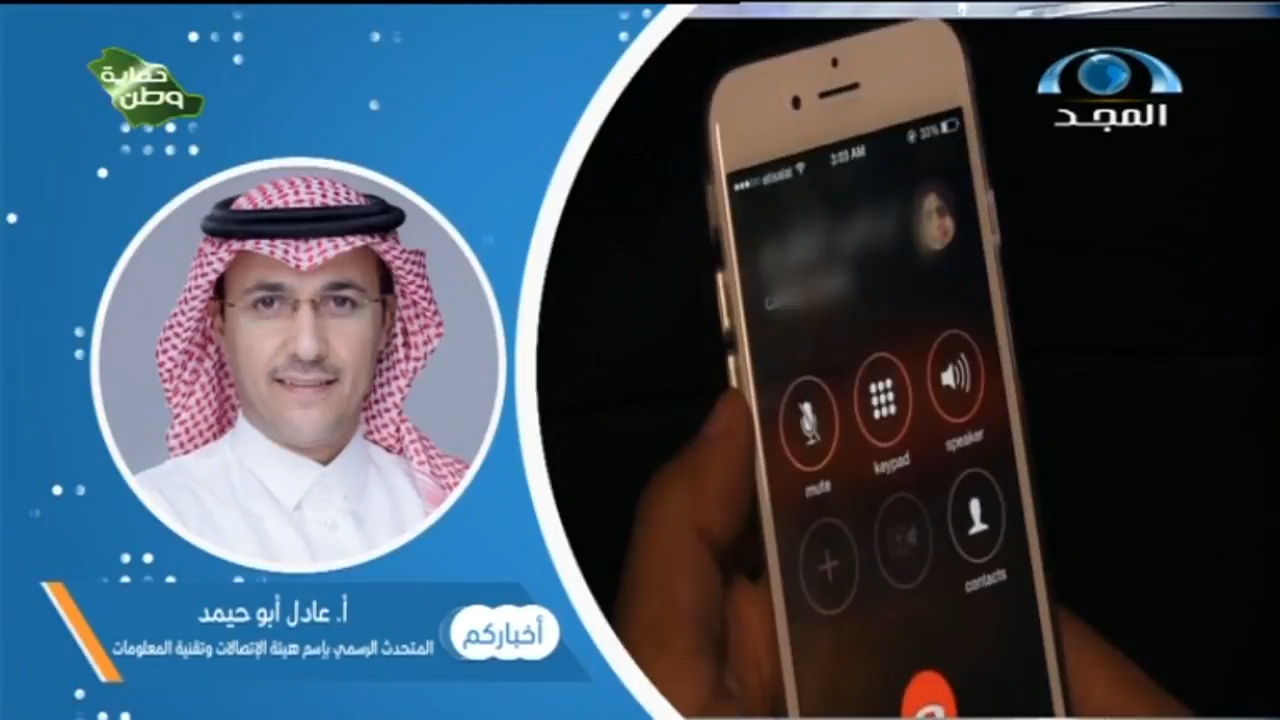 حماية
وطن
المجد
3:03 AM
33%
mute
keypad
speaker
contacts
أ. عادل أبو حيمد
المتحدث الرسمي بإسم هيئة الإتصالات وتقنية المعلومات
أخباركم